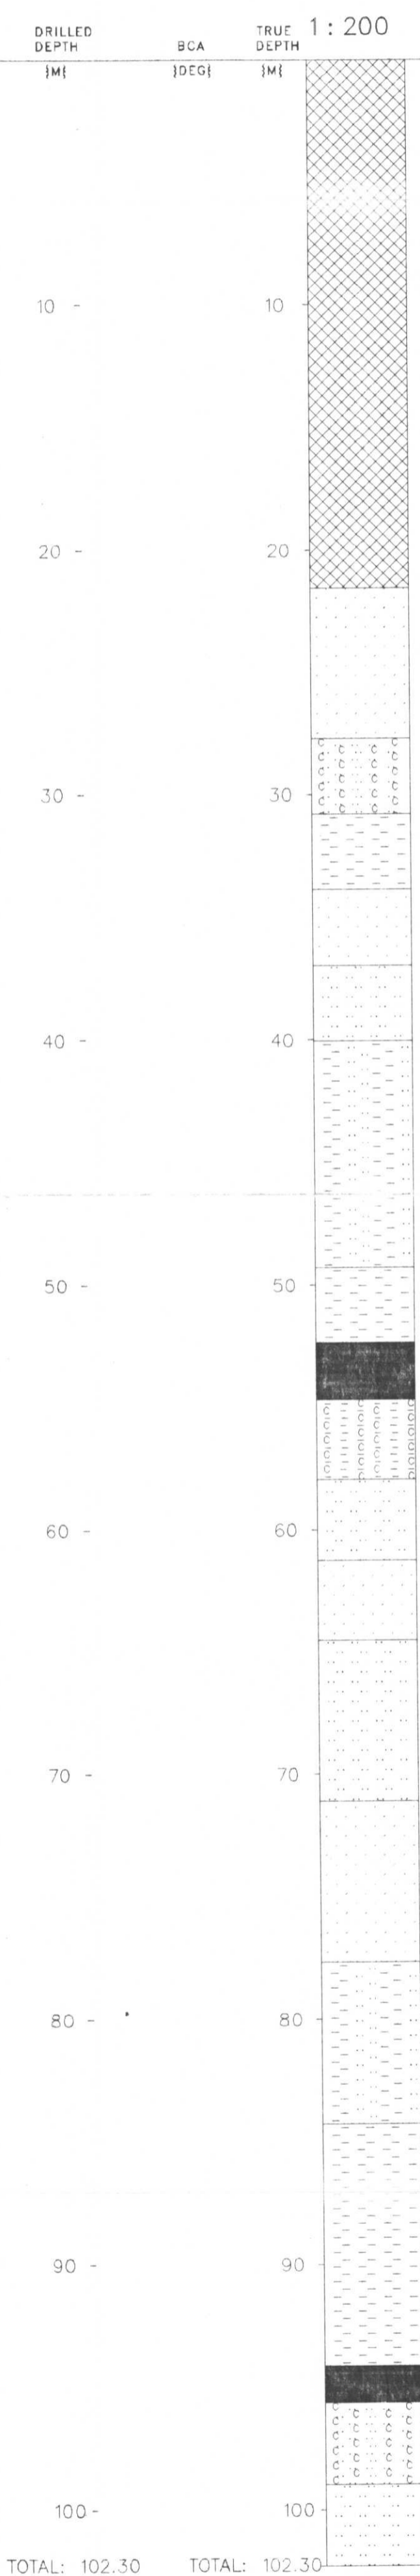 DRILLED DEPTH BCA TRUE DEPTH 1 : 200
}M{ }DEG{ }M{
10 - 10 -
20 - 20 -
30 - 30 -
40 - 40 -
50 - 50 -
60 - 60 -
70 - 70 -
80 - 80 -
90 - 90 -
100 - 100 -
TOTAL: 102.30 TOTAL: 102.30